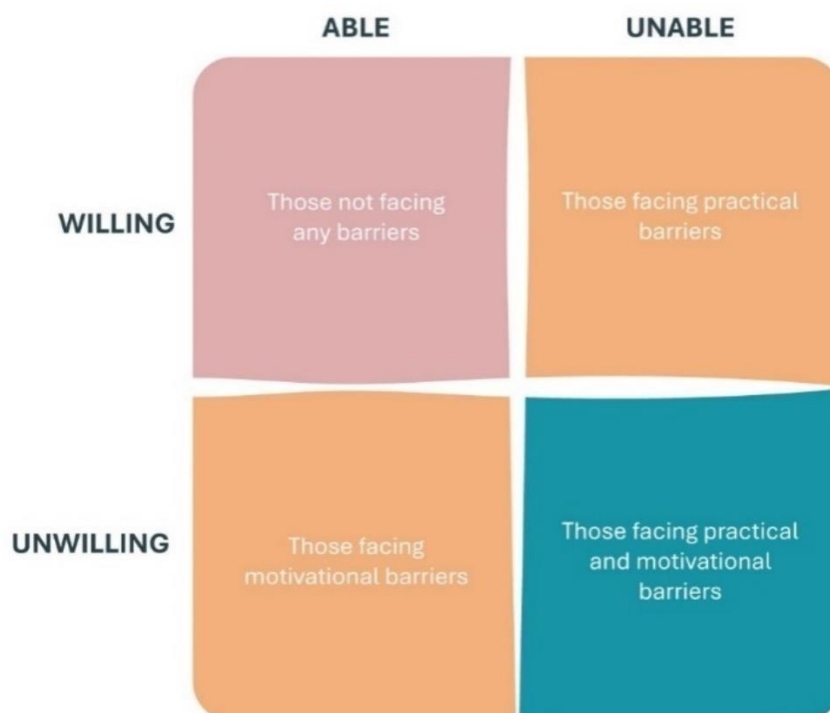 ABLE
UNABLE
WILLING
Those not facing
any barriers
Those facing practical
barriers
UNWILLING
Those facing
motivational barriers
Those facing practical
and motivational
barriers